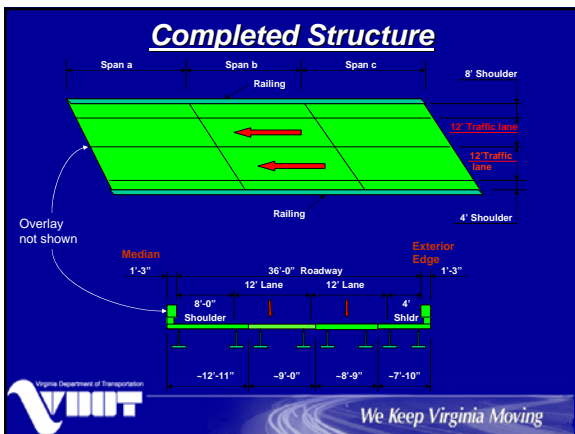 Completed Structure
Span a Span b Span c
8' Shoulder
Railing
12' Traffic lane
12'Traffic
lane
4' Shoulder
Railing
Overlay
not shown
Median
Exterior
Edge
1'-3" 36'-0" Roadway 1'-3"
12' Lane 12' Lane
8'-0"
Shoulder
4'
Shldr
~12'-11" ~9'-0" ~8'-9" ~7'-10"
Virginia Department of Transportation
VDOT
We Keep Virginia Moving